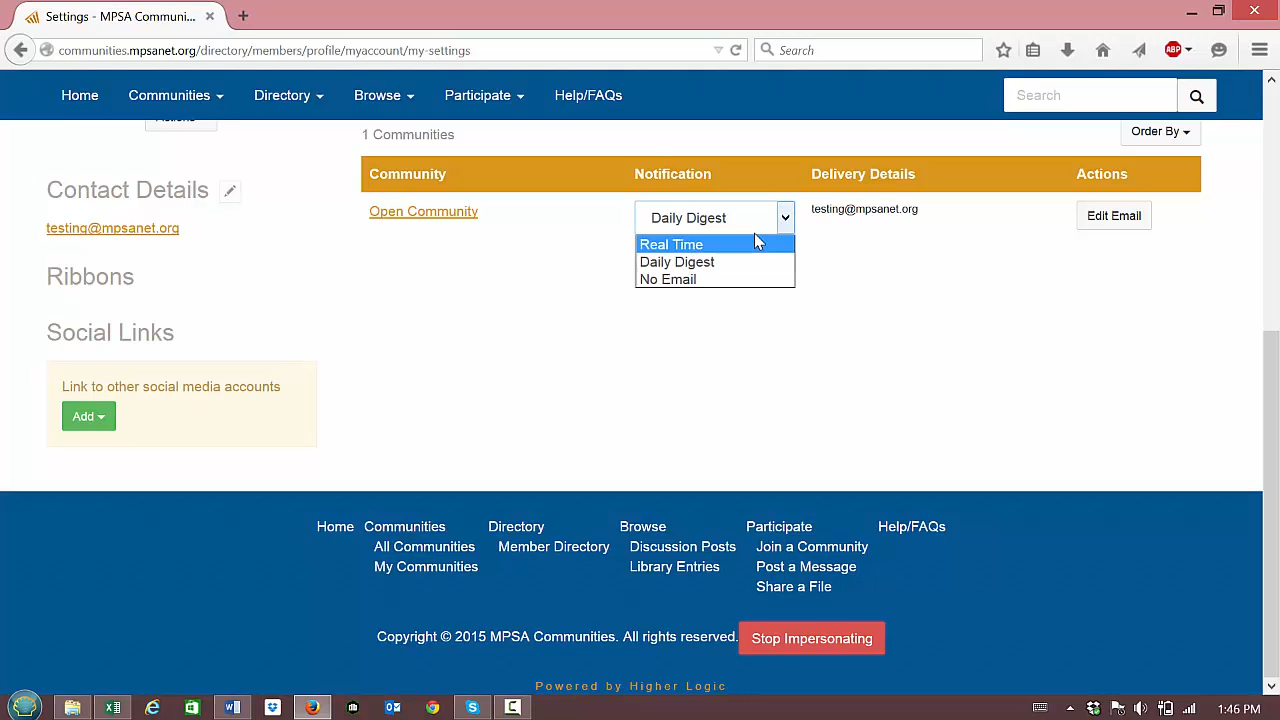 Settings - MPSA Communi...
communities.mpsanet.org/directory/members/profile/myaccount/my-settings
Search
ABP
Home Communities Directory Browse Participate Help/FAQs
Search
Actions
1 Communities
Order By
Community Notification Delivery Details Actions
Open Community
Daily Digest
testing@mpsanet.org
Edit Email
Real Time
Daily Digest
No Email
Contact Details
testing@mpsanet.org
Ribbons
Social Links
Link to other social media accounts
Add
Home Communities Directory Browse Participate Help/FAQs
All Communities Member Directory Discussion Posts Join a Community
My Communities Library Entries Post a Message
Share a File
Copyright © 2015 MPSA Communities. All rights reserved. Stop Impersonating
Powered by Higher Logic
1:46 PM